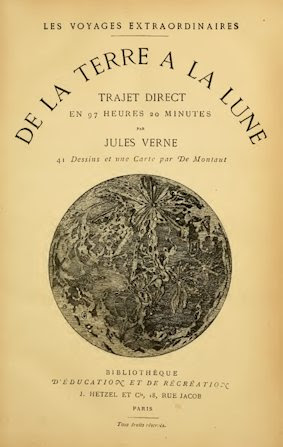 LES VOYAGES EXTRAORDINAIRES
DE LA TERRE A LA LUNE
TRAJET DIRECT
EN 97 HEURES 20 MINUTES
PAR
JULES VERNE
41 Dessins et une Carte par De Montaut
BIBLIOTHÈQUE
D'ÉDUCATION ET DE RÉCRÉATION
J. HETZEL ET Cie, 18, RUE JACOB
PARIS
Tous droits réservés.